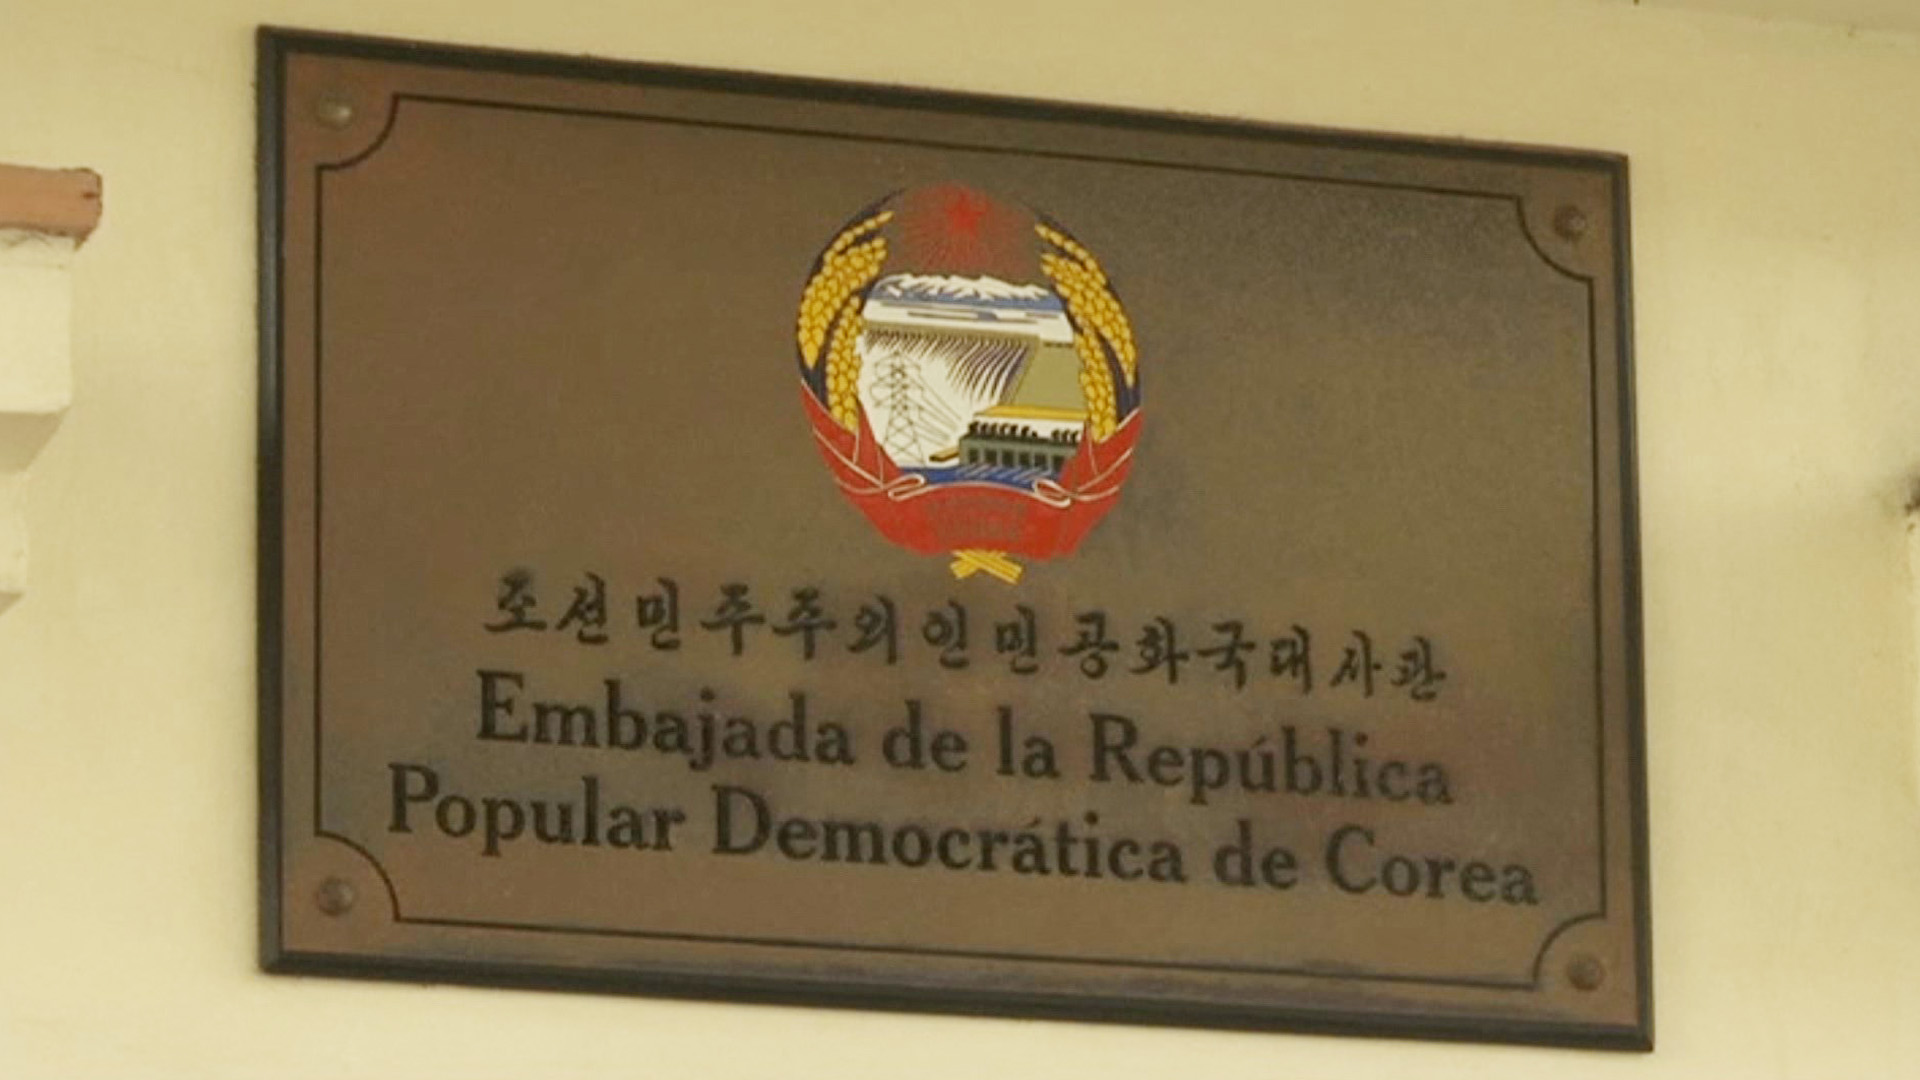 조선민주주의인민공화국대사관
Embajada de la República
Popular Democrática de Corea